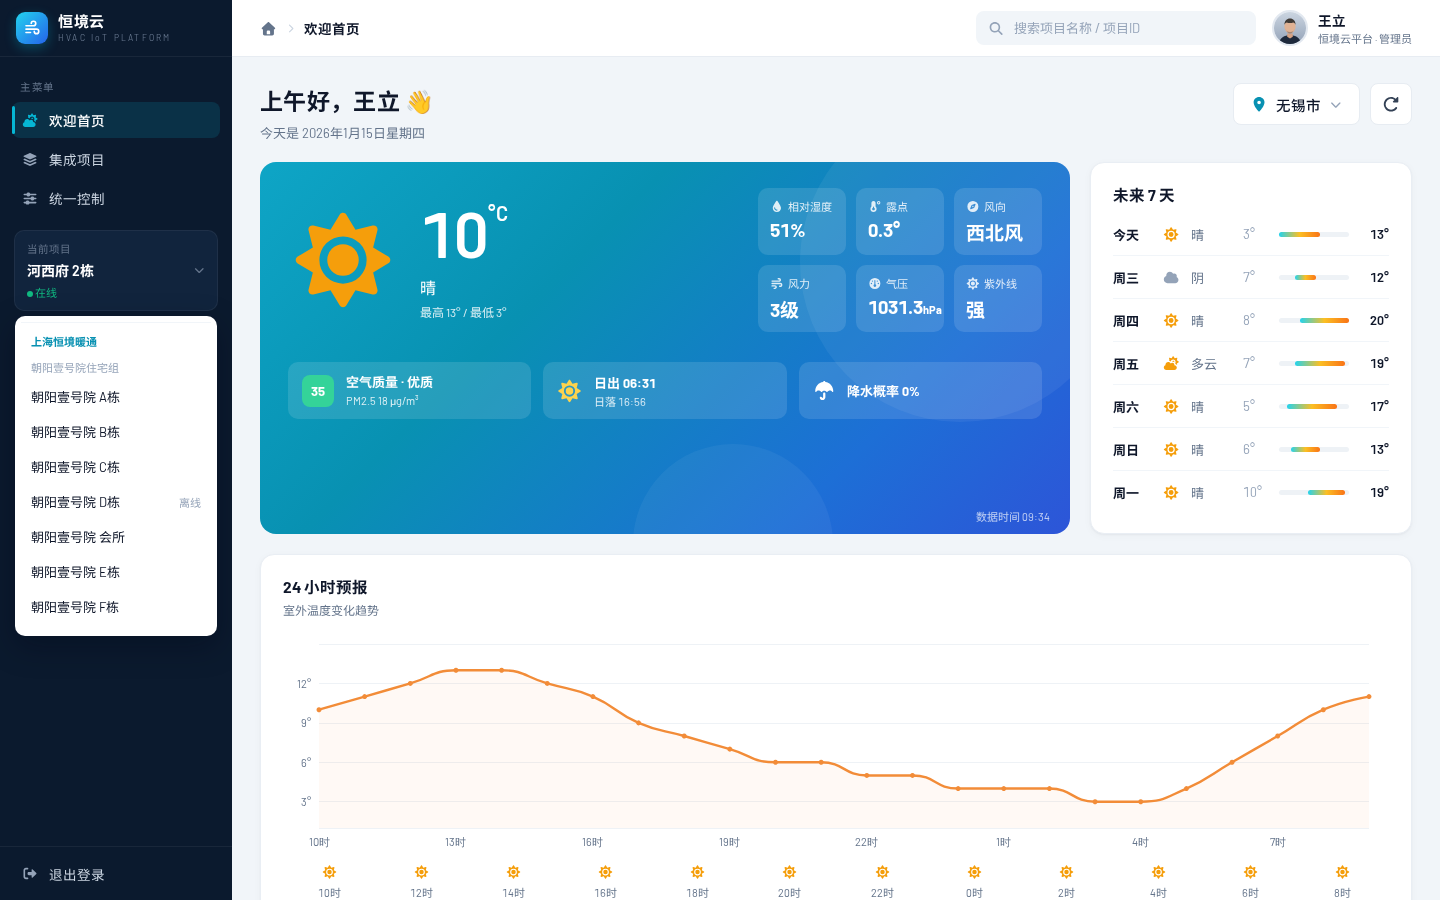 恒境云
HVAC IoT PLATFORM
主菜单
欢迎首页
集成项目
统一控制
当前项目
河西府 2栋
在线
上海恒境暖通
朝阳壹号院住宅组
朝阳壹号院 A栋
朝阳壹号院 B栋
朝阳壹号院 C栋
朝阳壹号院 D栋 离线
朝阳壹号院 会所
朝阳壹号院 E栋
朝阳壹号院 F栋
退出登录
欢迎首页
搜索项目名称 / 项目ID
王立
恒境云平台 · 管理员
上午好，王立 👋
今天是 2026年1月15日星期四
无锡市
10°C
晴
最高 13° / 最低 3°
相对湿度
51%
露点
0.3°
风向
西北风
风力
3级
气压
1031.3hPa
紫外线
强
35
空气质量 · 优质
PM2.5 18 μg/m³
日出 06:31
日落 16:56
降水概率 0%
数据时间 09:34
未来 7 天
今天 晴 3° 13°
周三 阴 7° 12°
周四 晴 8° 20°
周五 多云 7° 19°
周六 晴 5° 17°
周日 晴 6° 13°
周一 晴 10° 19°
24 小时预报
室外温度变化趋势
12°
9°
6°
3°
10时 13时 16时 19时 22时 1时 4时 7时
10时 12时 14时 16时 18时 20时 22时 0时 2时 4时 6时 8时